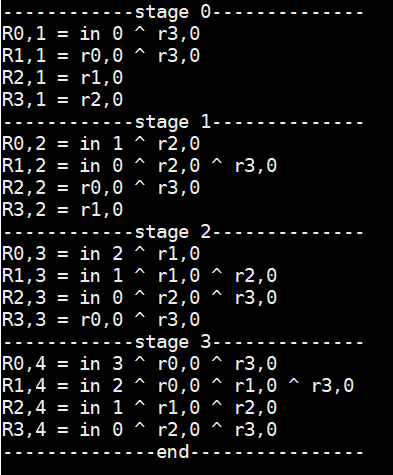 ------------stage 0--------------
R0,1 = in 0 ^ r3,0
R1,1 = r0,0 ^ r3,0
R2,1 = r1,0
R3,1 = r2,0
------------stage 1--------------
R0,2 = in 1 ^ r2,0
R1,2 = in 0 ^ r2,0 ^ r3,0
R2,2 = r0,0 ^ r3,0
R3,2 = r1,0
------------stage 2--------------
R0,3 = in 2 ^ r1,0
R1,3 = in 1 ^ r1,0 ^ r2,0
R2,3 = in 0 ^ r2,0 ^ r3,0
R3,3 = r0,0 ^ r3,0
------------stage 3--------------
R0,4 = in 3 ^ r0,0 ^ r3,0
R1,4 = in 2 ^ r0,0 ^ r1,0 ^ r3,0
R2,4 = in 1 ^ r1,0 ^ r2,0
R3,4 = in 0 ^ r2,0 ^ r3,0
--------------end----------------